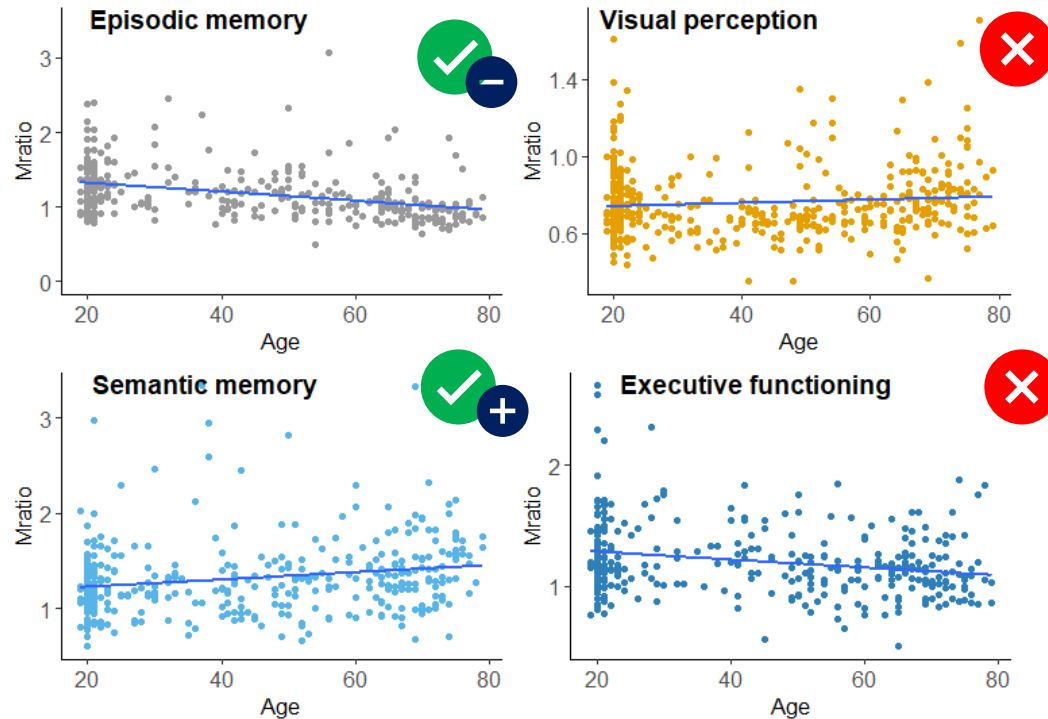 Episodic memory
3
2
1
0
Mratio
20
40
60
80
Age
Visual perception
1.4
1.0
0.6
Mratio
20
40
60
80
Age
Semantic memory
3
2
1
Mratio
20
40
60
80
Age
Executive functioning
2
1
Mratio
20
40
60
80
Age